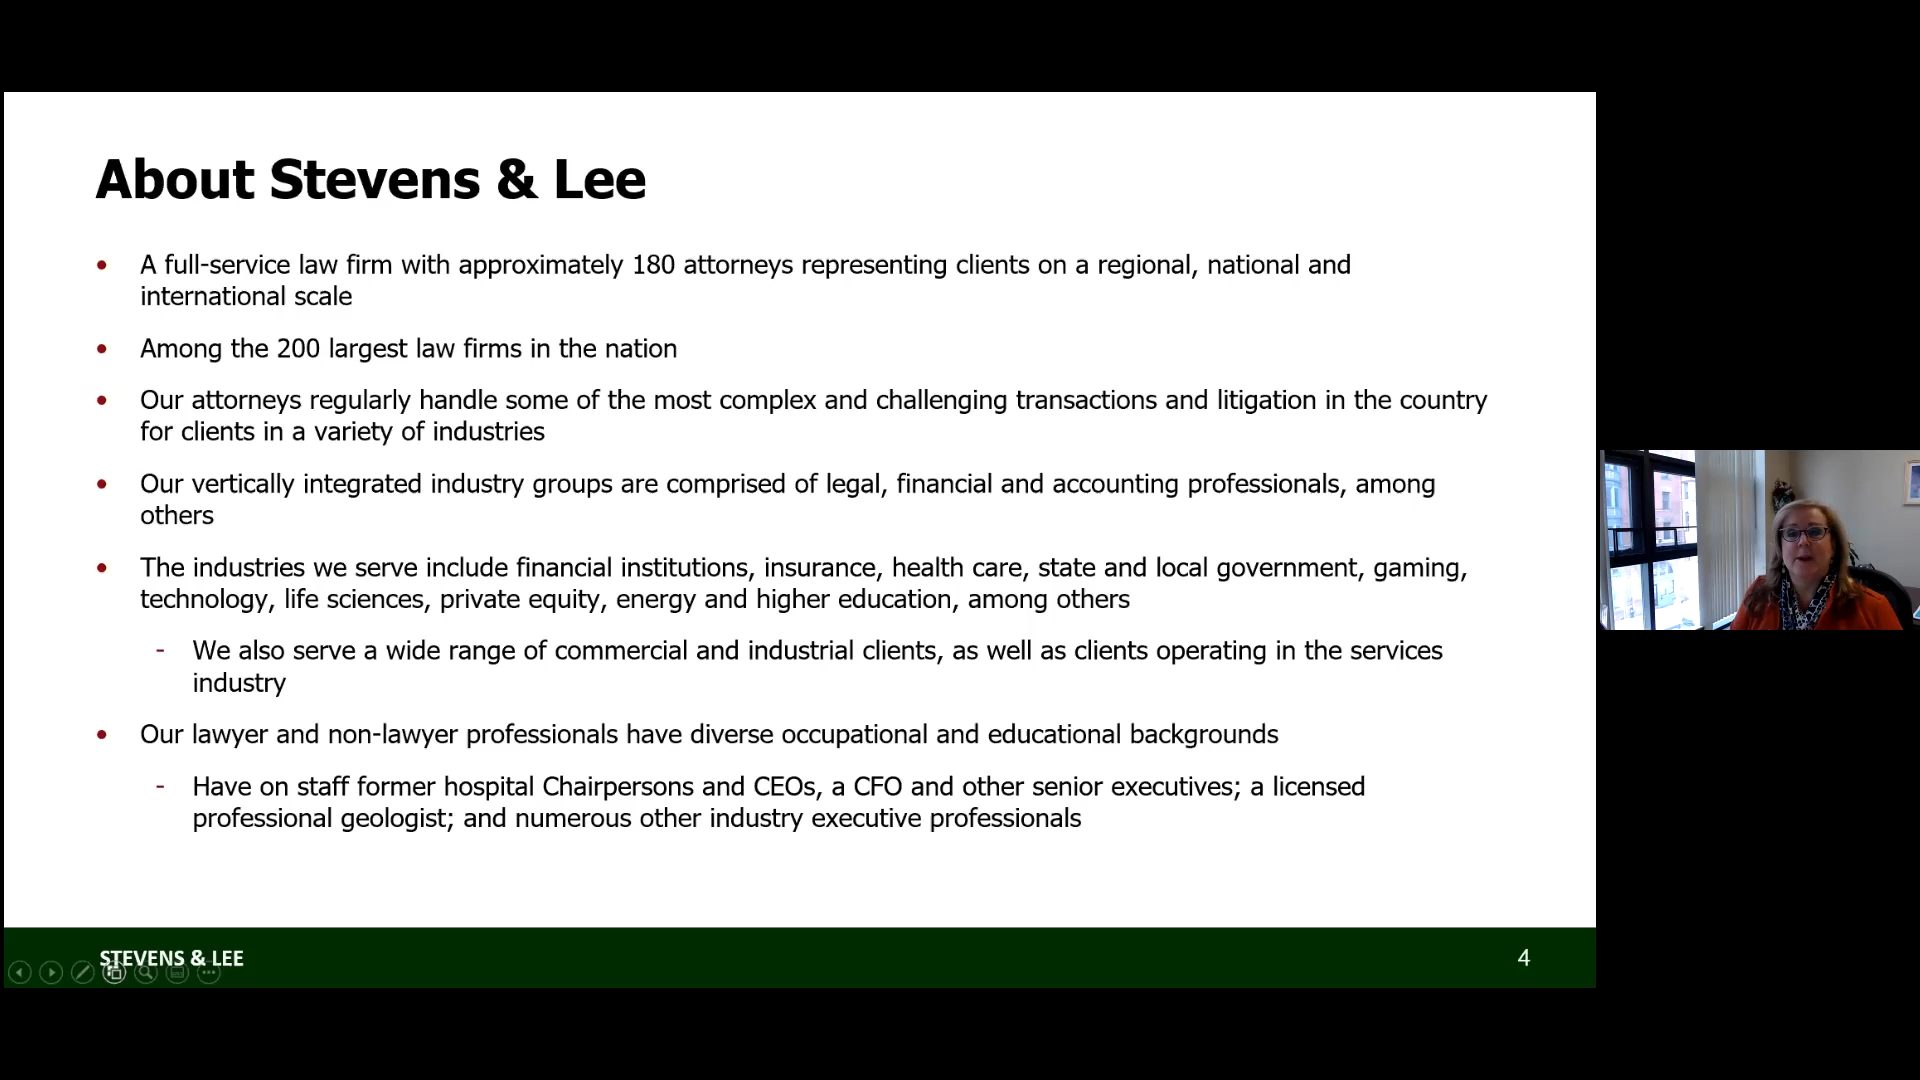 About Stevens & Lee
• A full-service law firm with approximately 180 attorneys representing clients on a regional, national and
international scale
• Among the 200 largest law firms in the nation
• Our attorneys regularly handle some of the most complex and challenging transactions and litigation in the country
for clients in a variety of industries
• Our vertically integrated industry groups are comprised of legal, financial and accounting professionals, among
others
• The industries we serve include financial institutions, insurance, health care, state and local government, gaming,
technology, life sciences, private equity, energy and higher education, among others
- We also serve a wide range of commercial and industrial clients, as well as clients operating in the services
industry
• Our lawyer and non-lawyer professionals have diverse occupational and educational backgrounds
- Have on staff former hospital Chairpersons and CEOs, a CFO and other senior executives; a licensed
professional geologist; and numerous other industry executive professionals
STEVENS & LEE
4